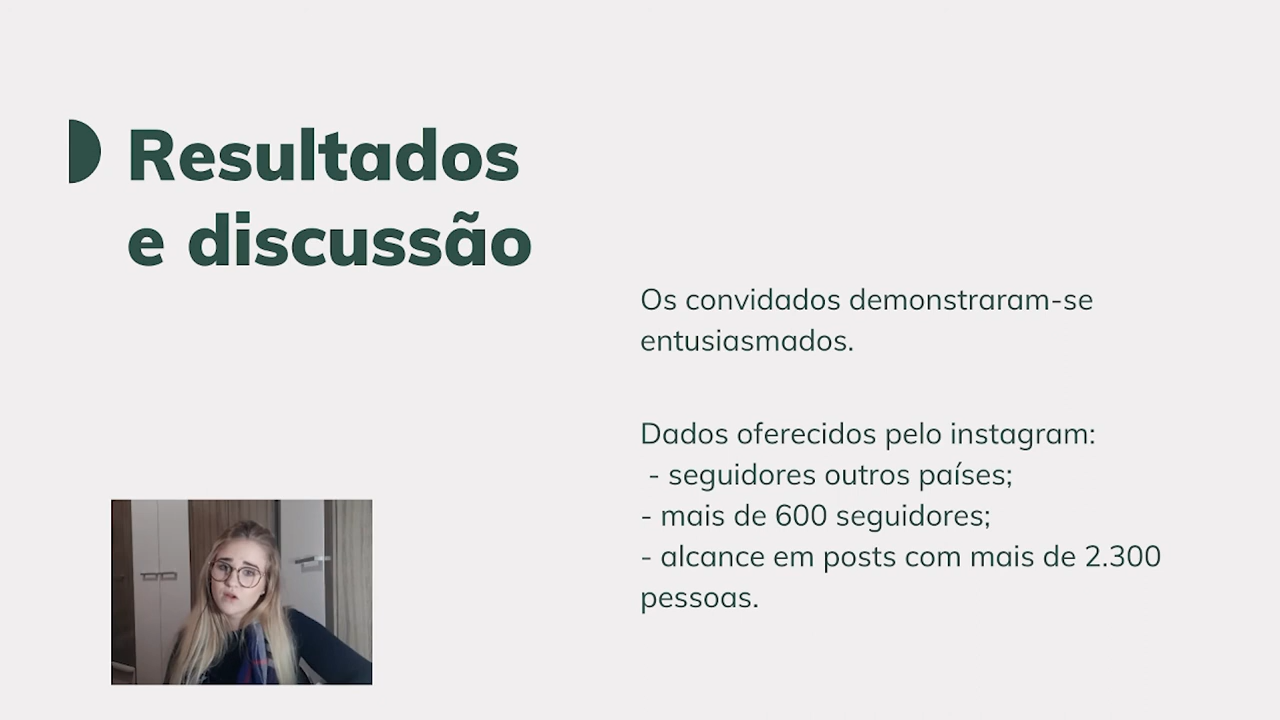 Resultados
e discussão
Os convidados demonstraram-se
entusiasmados.
Dados oferecidos pelo instagram:
- seguidores outros países;
- mais de 600 seguidores;
- alcance em posts com mais de 2.300
pessoas.